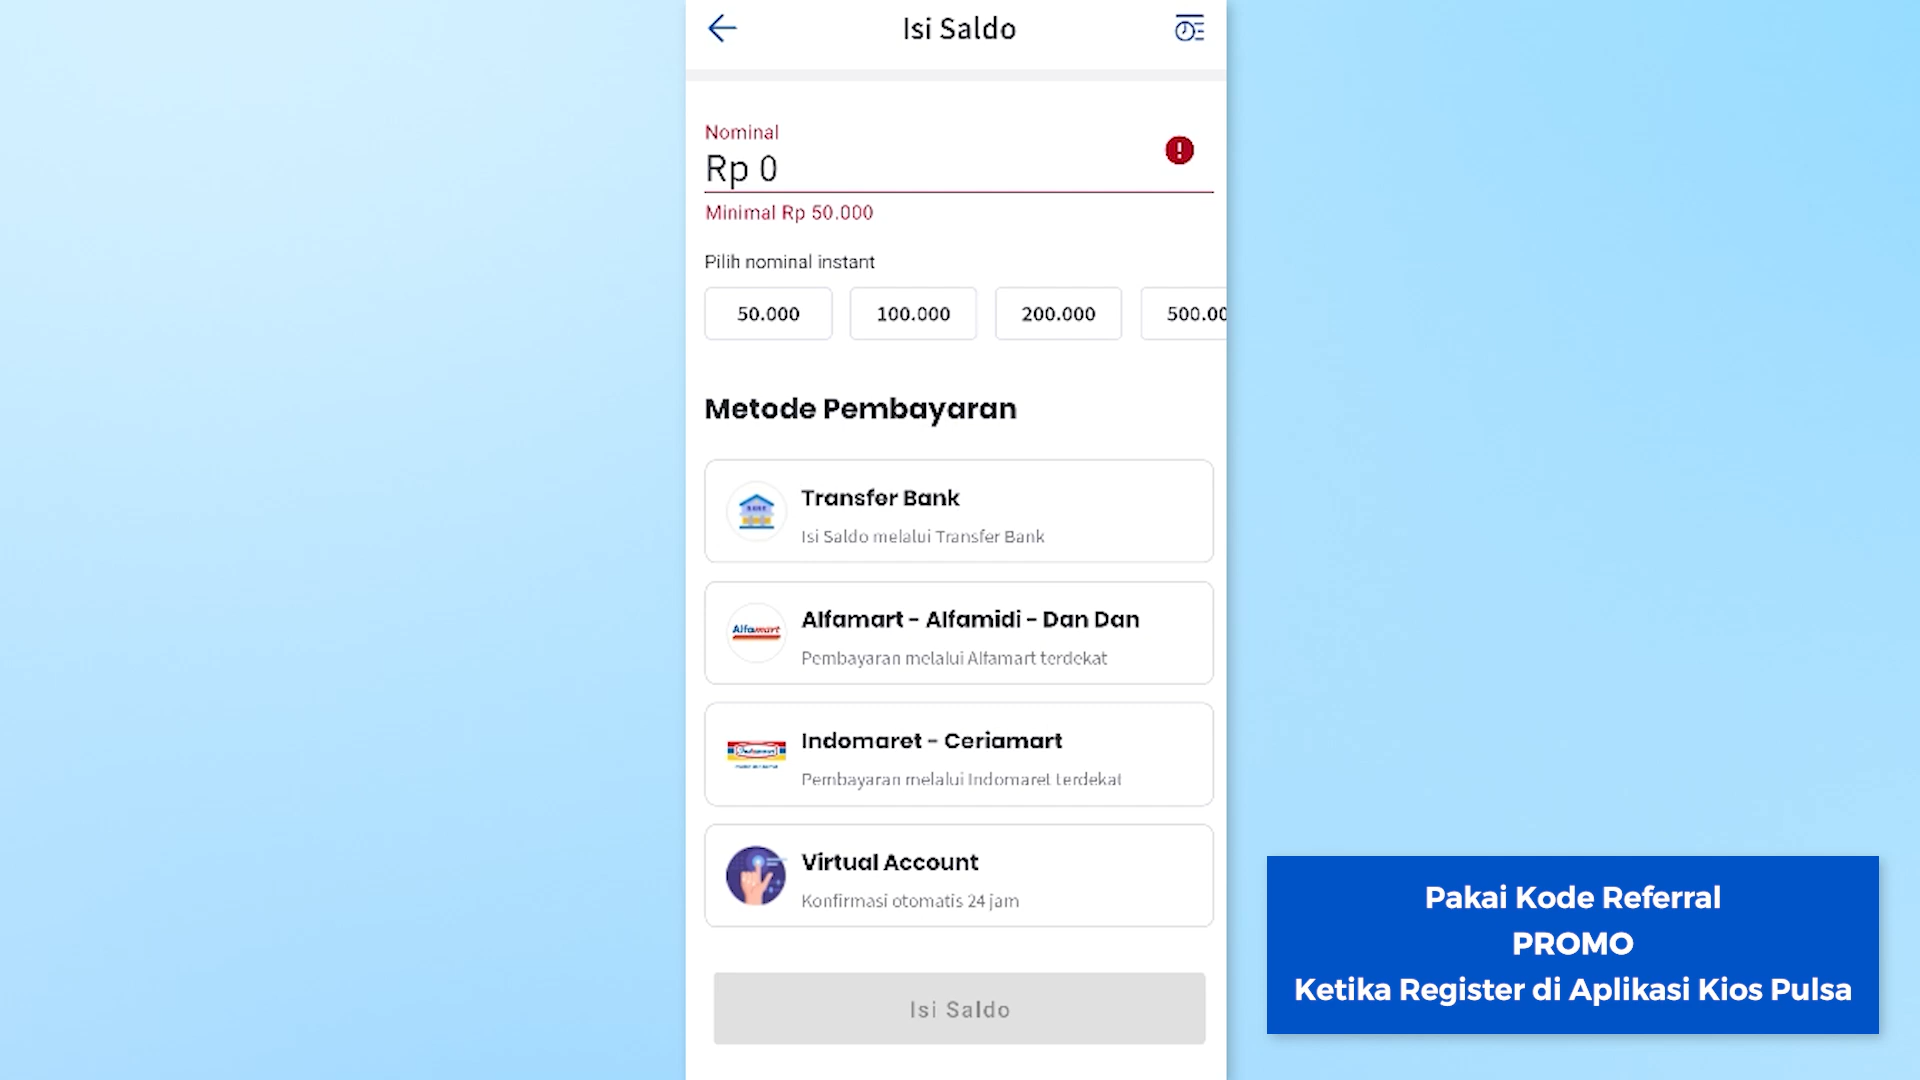 Isi Saldo
Nominal
Rp 0
Minimal Rp 50.000
Pilih nominal instant
50.000
100.000
200.000
500.00
Metode Pembayaran
Transfer Bank
Isi Saldo melalui Transfer Bank
Alfamart
Alfamart - Alfamidi - Dan Dan
Pembayaran melalui Alfamart terdekat
Indomaret
Indomaret - Ceriamart
Pembayaran melalui Indomaret terdekat
Virtual Account
Konfirmasi otomatis 24 jam
Isi Saldo
Pakai Kode Referral
PROMO
Ketika Register di Aplikasi Kios Pulsa